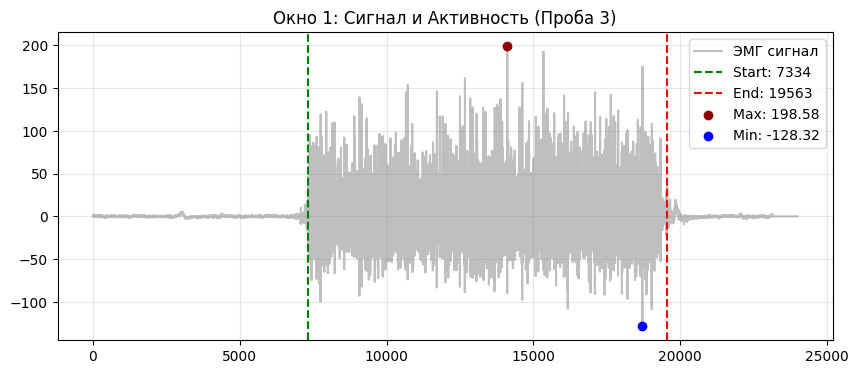 Окно 1: Сигнал и Активность (Проба 3)
200
150
100
50
0
−50
−100
ЭМГ сигнал
Start: 7334
End: 19563
Max: 198.58
Min: -128.32
0 5000 10000 15000 20000 25000